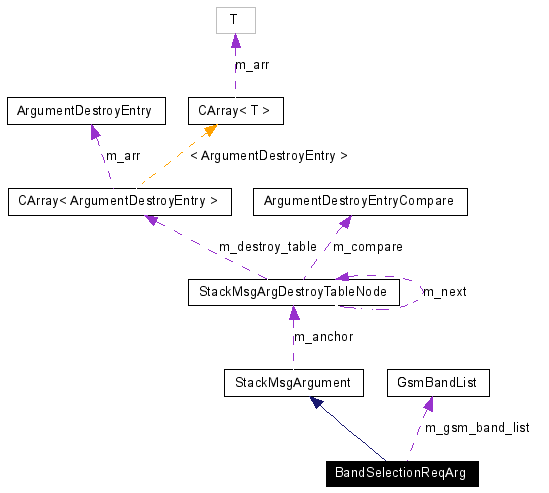 T
m_arr
ArgumentDestroyEntry
CArray< T >
m_arr
< ArgumentDestroyEntry >
CArray< ArgumentDestroyEntry >
ArgumentDestroyEntryCompare
m_destroy_table
m_compare
StackMsgArgDestroyTableNode
m_next
m_anchor
StackMsgArgument
GsmBandList
m_gsm_band_list
BandSelectionReqArg